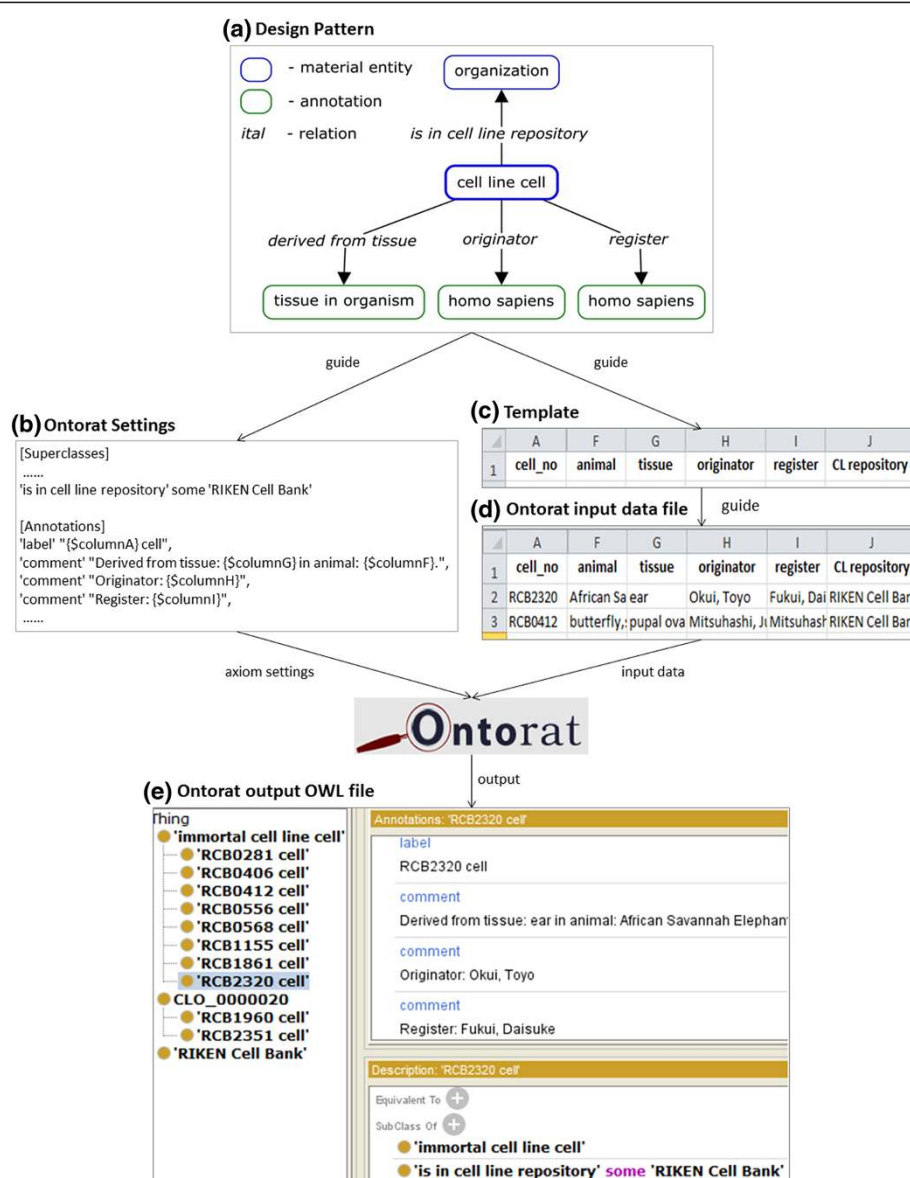 (a) Design Pattern
- material entity
organization
- annotation
ital - relation
is in cell line repository
cell line cell
derived from tissue
originator
register
tissue in organism
homo sapiens
homo sapiens
guide
guide
(b) Ontorat Settings
[Superclasses]
......
'is in cell line repository' some 'RIKEN Cell Bank'
[Annotations]
'label' "{$columnA} cell",
'comment' "Derived from tissue: {$columnG} in animal: {$columnF}.",
'comment' "Originator: {$columnH}",
'comment' "Register: {$columnI}",
......
(c) Template
A F G H I J
1 cell_no animal tissue originator register CL repository
guide
(d) Ontorat input data file
A F G H I J
1 cell_no animal tissue originator register CL repository
2 RCB2320 African Sa ear Okui, Toyo Fukui, Dai RIKEN Cell Bar
3 RCB0412 butterfly, pupal ova Mitsuhashi, Ju Mitsuhash RIKEN Cell Bar
axiom settings
input data
Ontorat
output
(e) Ontorat output OWL file
Thing
'immortal cell line cell'
'RCB0281 cell'
'RCB0406 cell'
'RCB0412 cell'
'RCB0556 cell'
'RCB0568 cell'
'RCB1155 cell'
'RCB1861 cell'
'RCB2320 cell'
CLO_0000020
'RCB1960 cell'
'RCB2351 cell'
'RIKEN Cell Bank'
Annotations: 'RCB2320 cell'
label
RCB2320 cell
comment
Derived from tissue: ear in animal: African Savannah Elephan
comment
Originator: Okui, Toyo
comment
Register: Fukui, Daisuke
Description: 'RCB2320 cell'
Equivalent To
SubClass Of
'immortal cell line cell'
'is in cell line repository' some 'RIKEN Cell Bank'